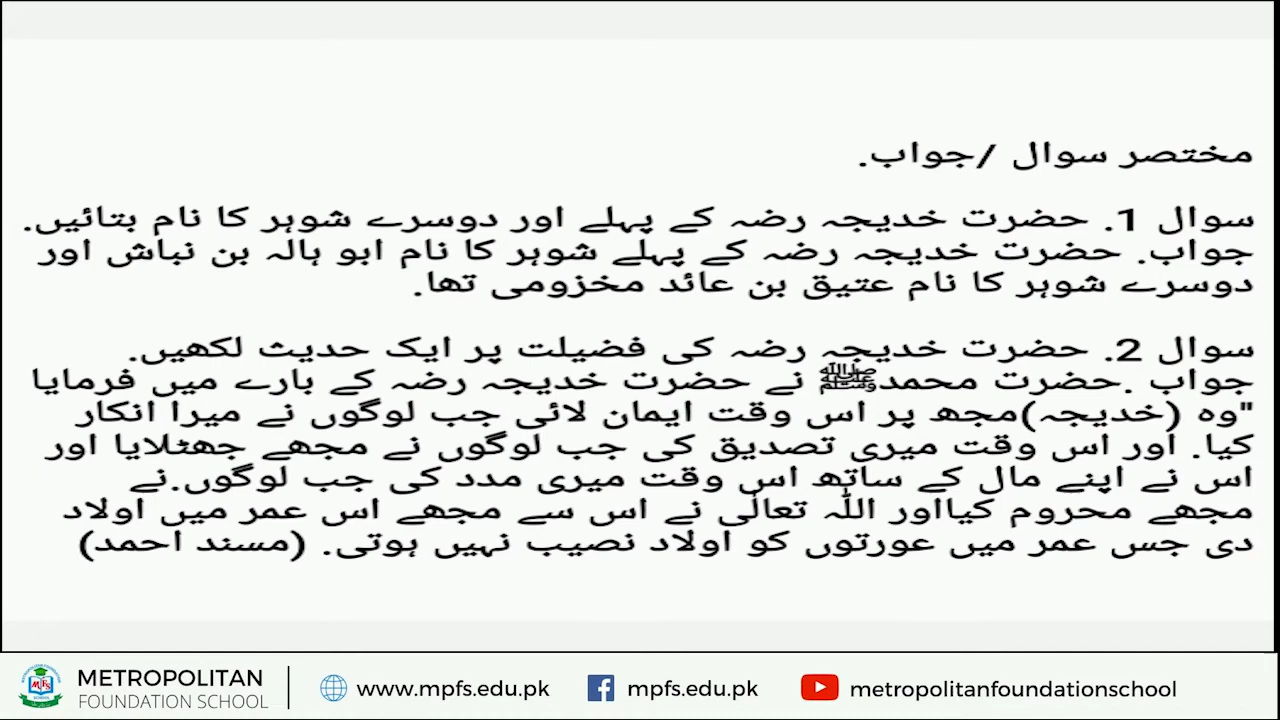 مختصر سوال /جواب.
سوال 1. حضرت خدیجہ رضہ کے پہلے اور دوسرے شوہر کا نام بتائیں.
جواب. حضرت خدیجہ رضہ کے پہلے شوہر کا نام ابو ہالہ بن نباش اور
دوسرے شوہر کا نام عتیق بن عائد مخزومی تھا.
سوال 2. حضرت خدیجہ رضہ کی فضیلت پر ایک حدیث لکھیں.
جواب .حضرت محمدﷺ نے حضرت خدیجہ رضہ کے بارے میں فرمایا
"وہ (خدیجہ)مجھ پر اس وقت ایمان لائی جب لوگوں نے میرا انکار
کیا. اور اس وقت میری تصدیق کی جب لوگوں نے مجھے جھٹلایا اور
اس نے اپنے مال کے ساتھ اس وقت میری مدد کی جب لوگوں.نے
مجھے محروم کیااور اللّٰہ تعالٰی نے اس سے مجھے اس عمر میں اولاد
دی جس عمر میں عورتوں کو اولاد نصیب نہیں ہوتی. (مسند احمد)
METROPOLITAN
FOUNDATION SCHOOL
www.mpfs.edu.pk
mpfs.edu.pk
metropolitanfoundationschool